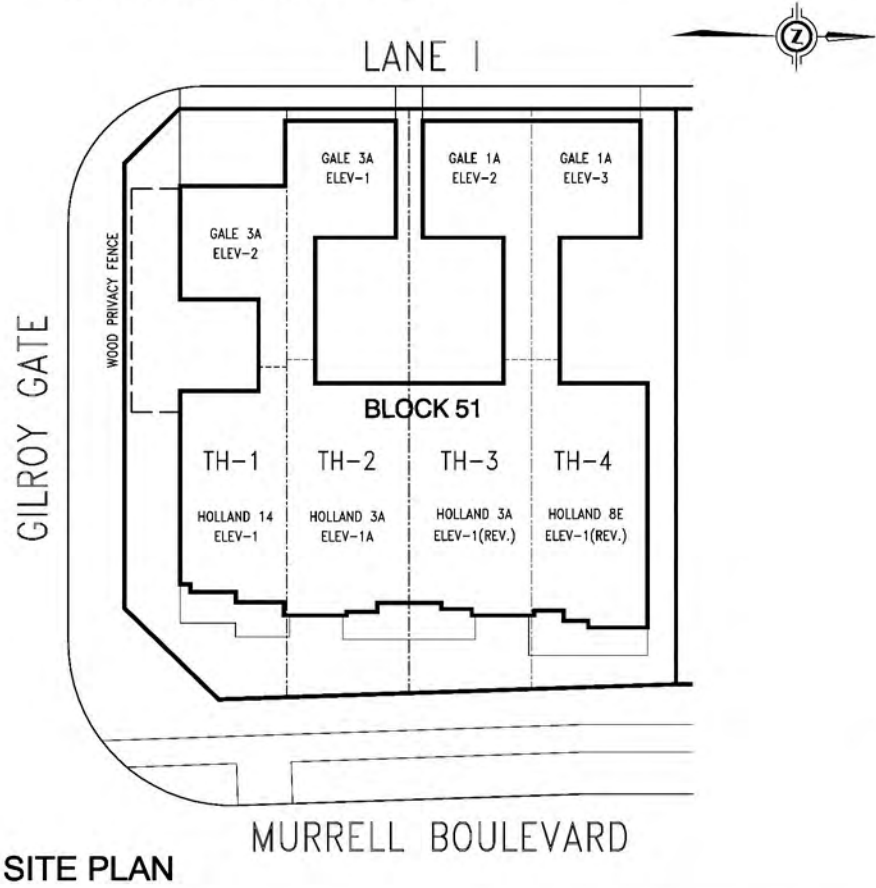 LANE 1
Z
GALE 3A
ELEV-1
GALE 1A
ELEV-2
GALE 1A
ELEV-3
GALE 3A
ELEV-2
WOOD PRIVACY FENCE
GILROY GATE
BLOCK 51
TH-1
TH-2
TH-3
TH-4
HOLLAND 14
ELEV-1
HOLLAND 3A
ELEV-1A
HOLLAND 3A
ELEV-1(REV.)
HOLLAND 8E
ELEV-1(REV.)
MURRELL BOULEVARD
SITE PLAN